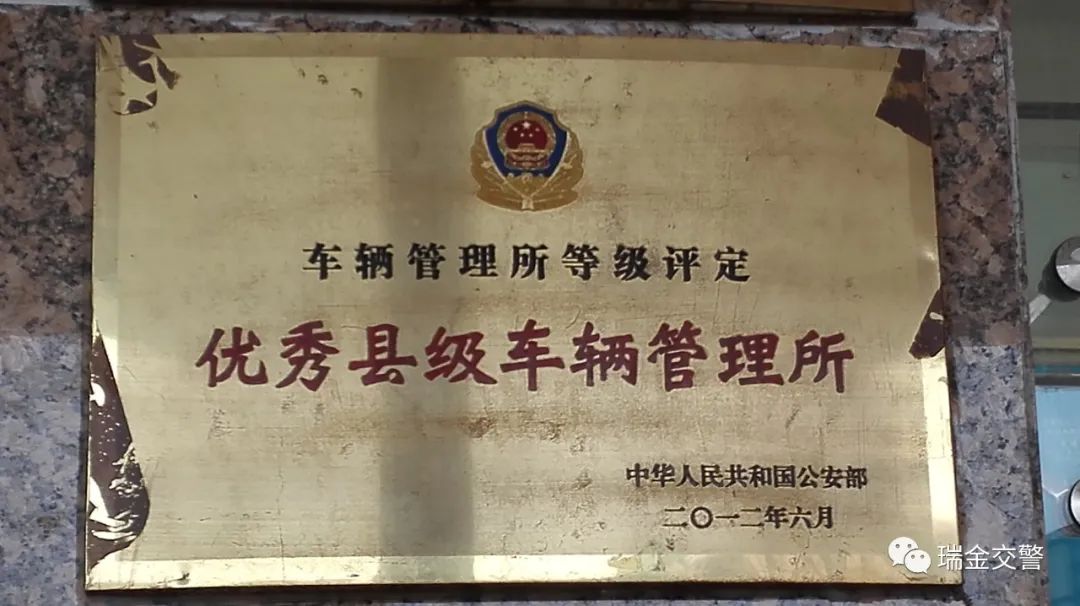 车辆管理所等级评定
优秀县级车辆管理所
中华人民共和国公安部
二〇一二年六月
瑞金交警